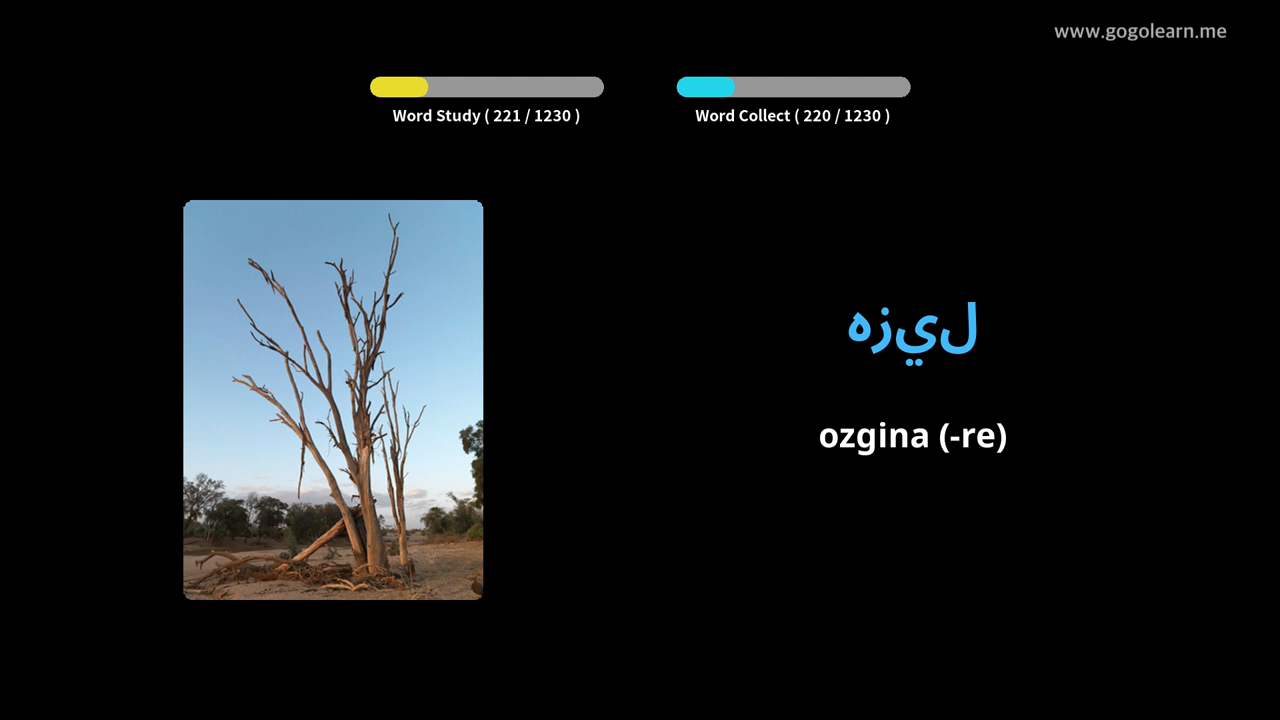 www.gogolearn.me
Word Study ( 221 / 1230 )
Word Collect ( 220 / 1230 )
هزيل
ozgina (-re)